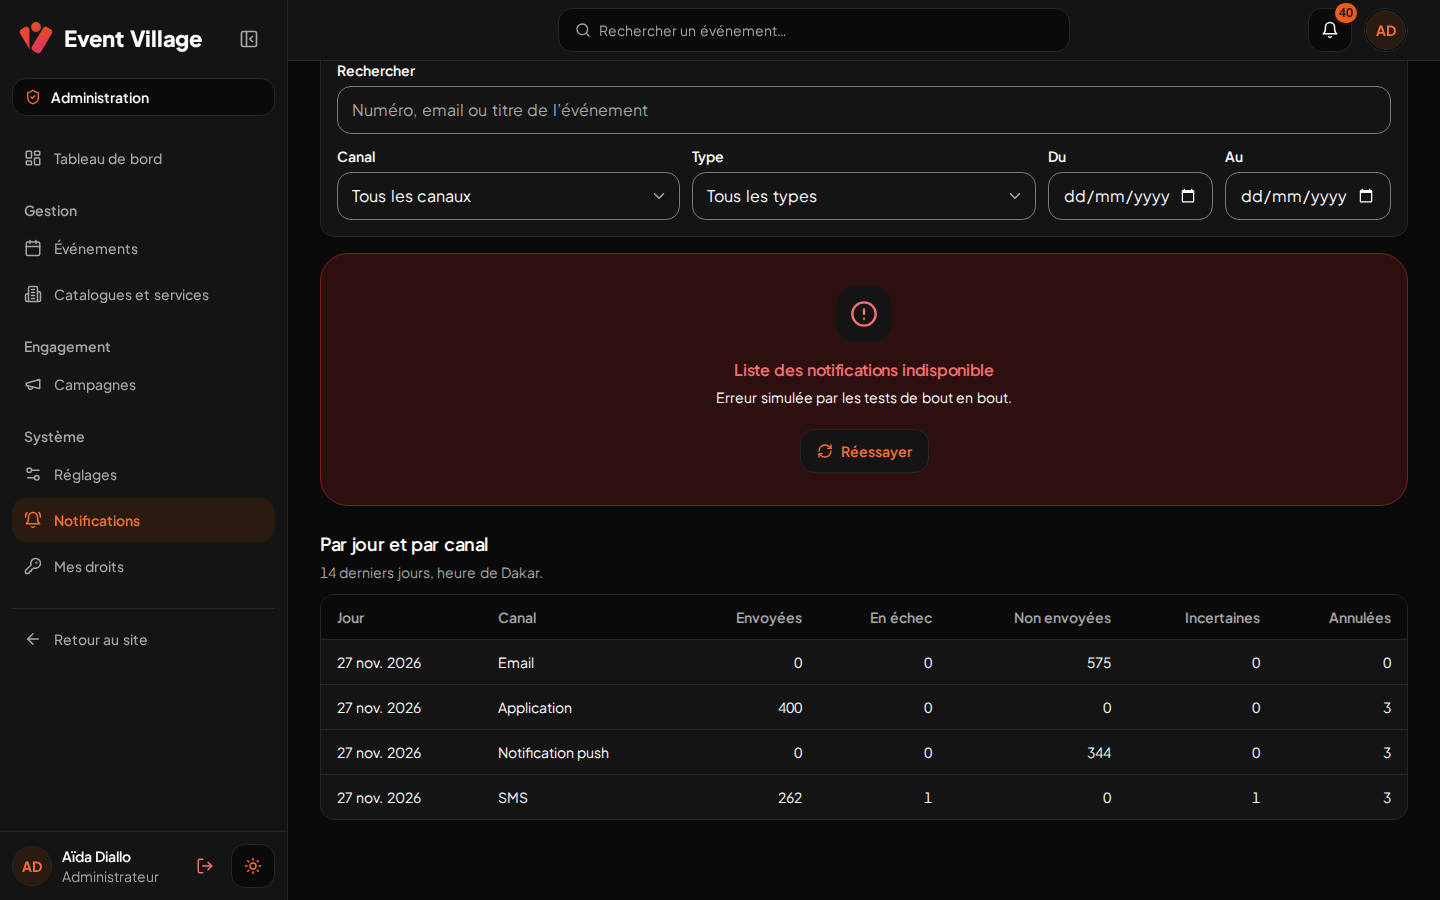 Event Village
Rechercher un événement...
40
AD
Administration
Tableau de bord
Gestion
Événements
Catalogues et services
Engagement
Campagnes
Système
Réglages
Notifications
Mes droits
Retour au site
AD
Aïda Diallo
Administrateur
Rechercher
Numéro, email ou titre de l'événement
Canal Type Du Au
Tous les canaux Tous les types dd/mm/yyyy dd/mm/yyyy
Liste des notifications indisponible
Erreur simulée par les tests de bout en bout.
Réessayer
Par jour et par canal
14 derniers jours, heure de Dakar.
Jour Canal Envoyées En échec Non envoyées Incertaines Annulées
27 nov. 2026 Email 0 0 575 0 0
27 nov. 2026 Application 400 0 0 0 3
27 nov. 2026 Notification push 0 0 344 0 3
27 nov. 2026 SMS 262 1 0 1 3